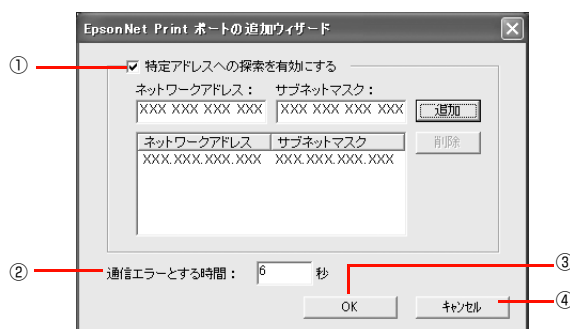 EpsonNet Print ポートの追加ウィザード
① 特定アドレスへの探索を有効にする
ネットワークアドレス： サブネットマスク：
XXX XXX XXX XXX XXX XXX XXX XXX 追加
ネットワークアドレス サブネットマスク 削除
XXX.XXX.XXX.XXX XXX.XXX.XXX.XXX
② 通信エラーとする時間： 6 秒
③
OK キャンセル ④